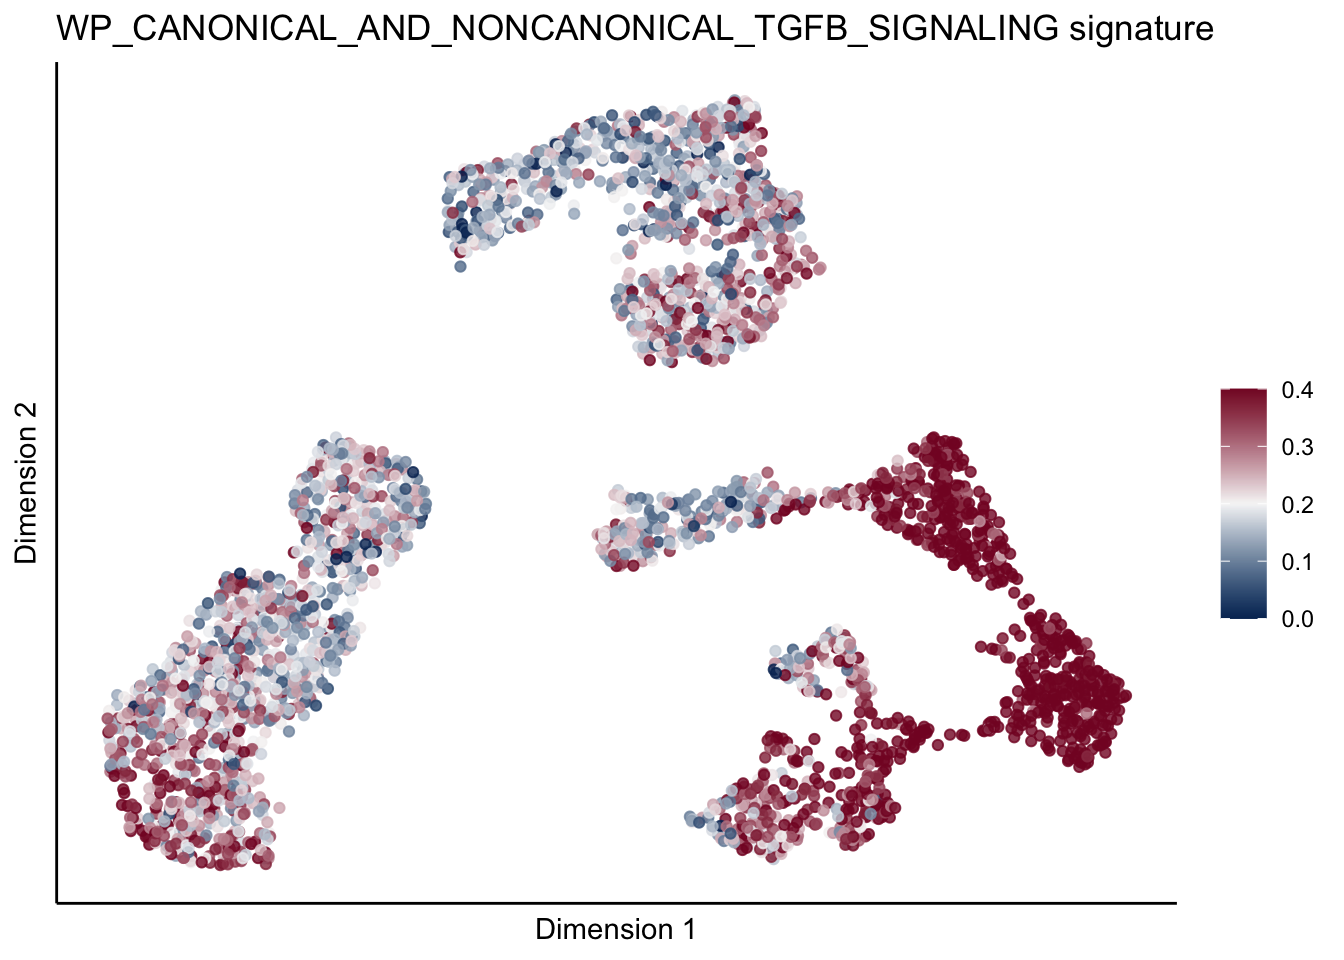 WP_CANONICAL_AND_NONCANONICAL_TGFB_SIGNALING signature
Dimension 2
0.4
0.3
0.2
0.1
0.0
Dimension 1